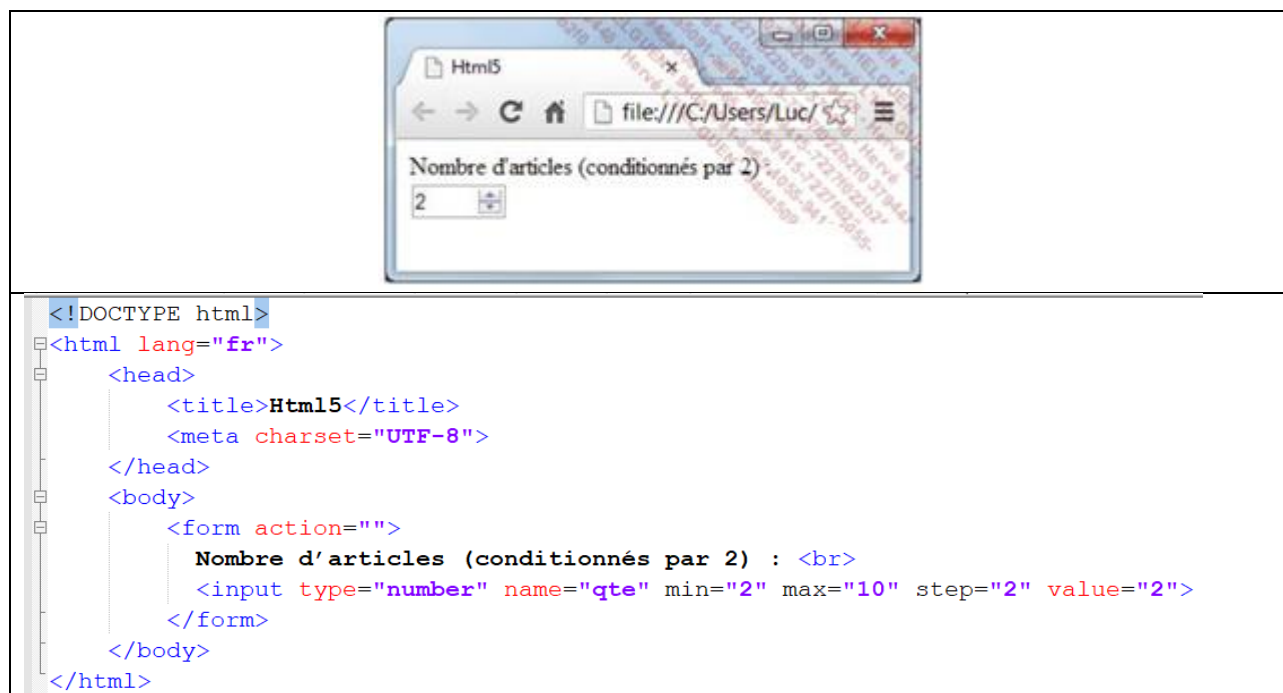 Html5
file:///C:/Users/Luc/
Nombre d'articles (conditionnés par 2) :
2
<!DOCTYPE html>
<html lang="fr">
<head>
<title>Html5</title>
<meta charset="UTF-8">
</head>
<body>
<form action="">
Nombre d’articles (conditionnés par 2) : <br>
<input type="number" name="qte" min="2" max="10" step="2" value="2">
</form>
</body>
</html>